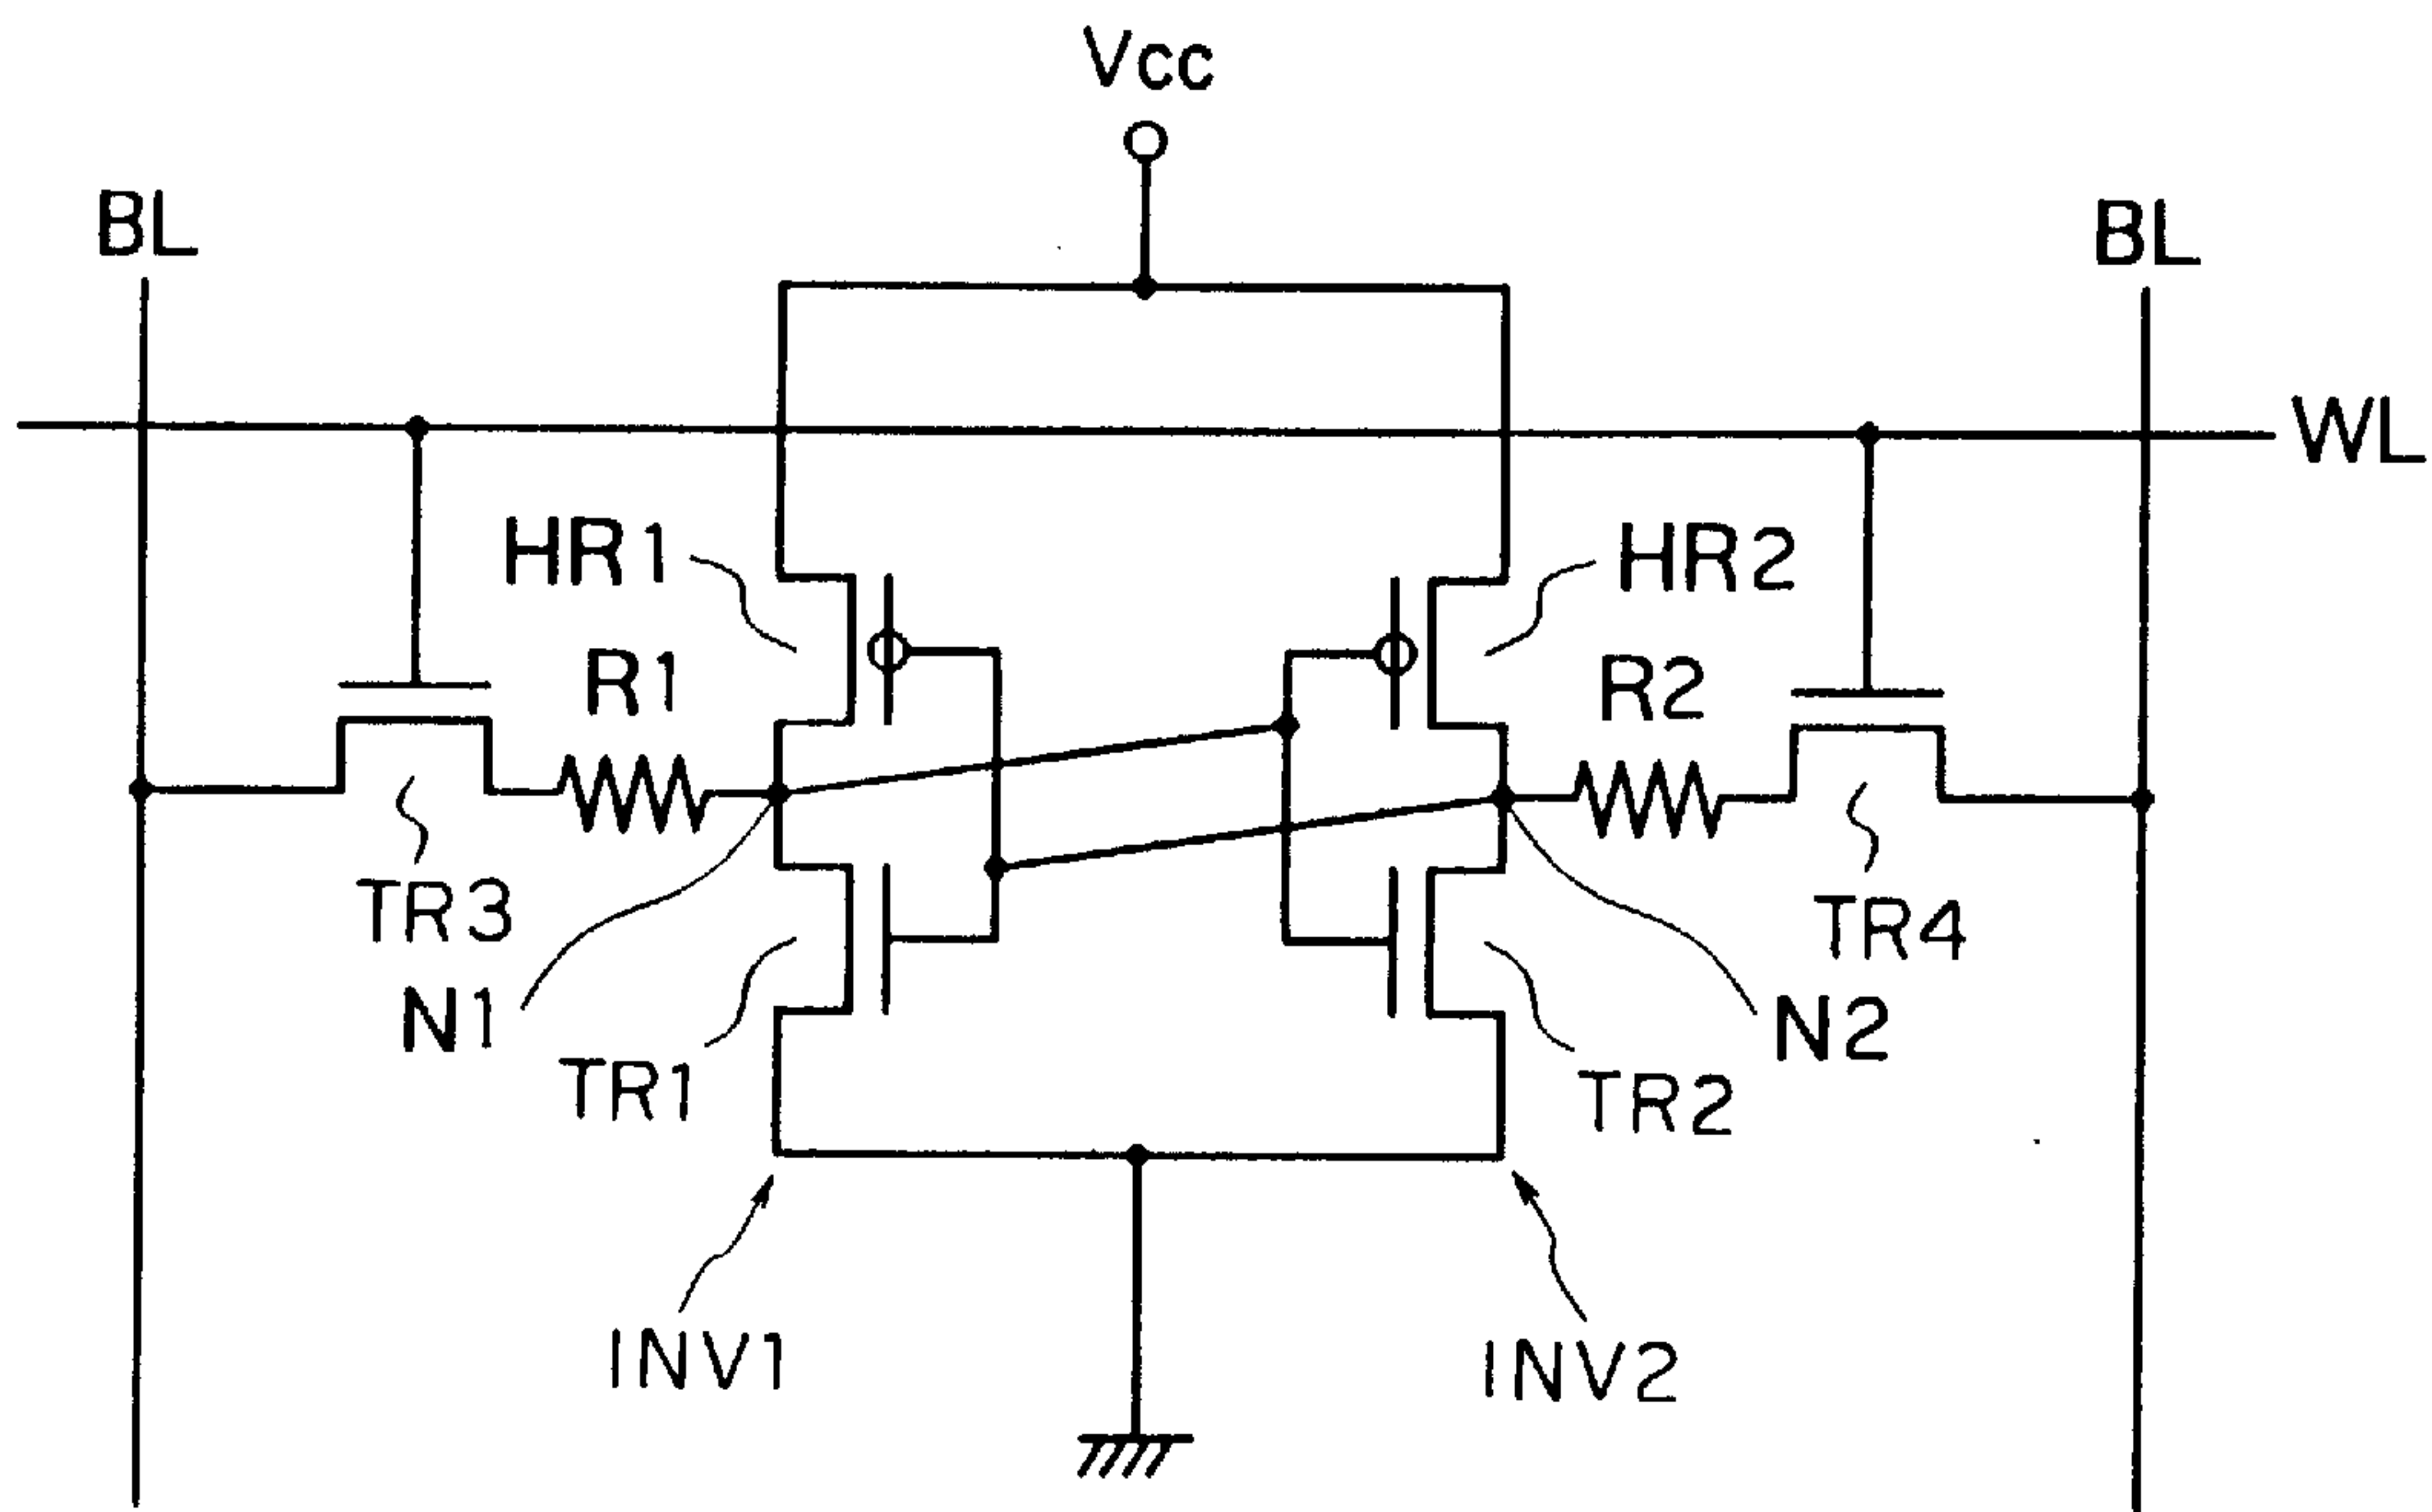 Vcc
BL
BL
WL
HR1
HR2
R1
R2
TR3
TR4
N1
N2
TR1
TR2
INV1
INV2